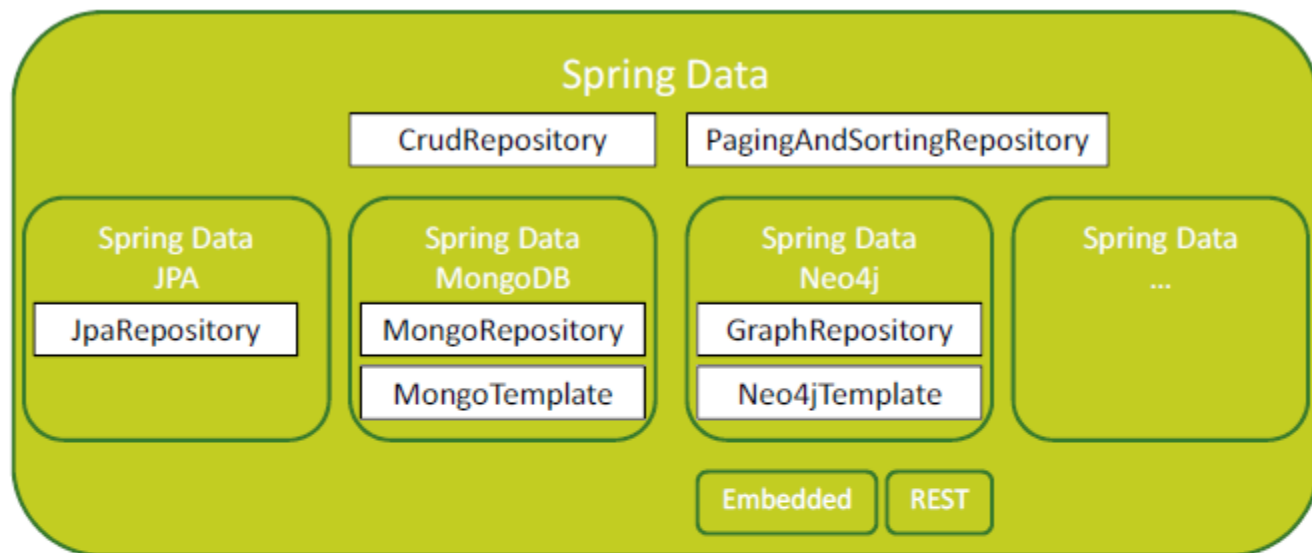 Spring Data
CrudRepository
PagingAndSortingRepository
Spring Data
JPA
JpaRepository
Spring Data
MongoDB
MongoRepository
MongoTemplate
Spring Data
Neo4j
GraphRepository
Neo4jTemplate
Spring Data
...
Embedded
REST